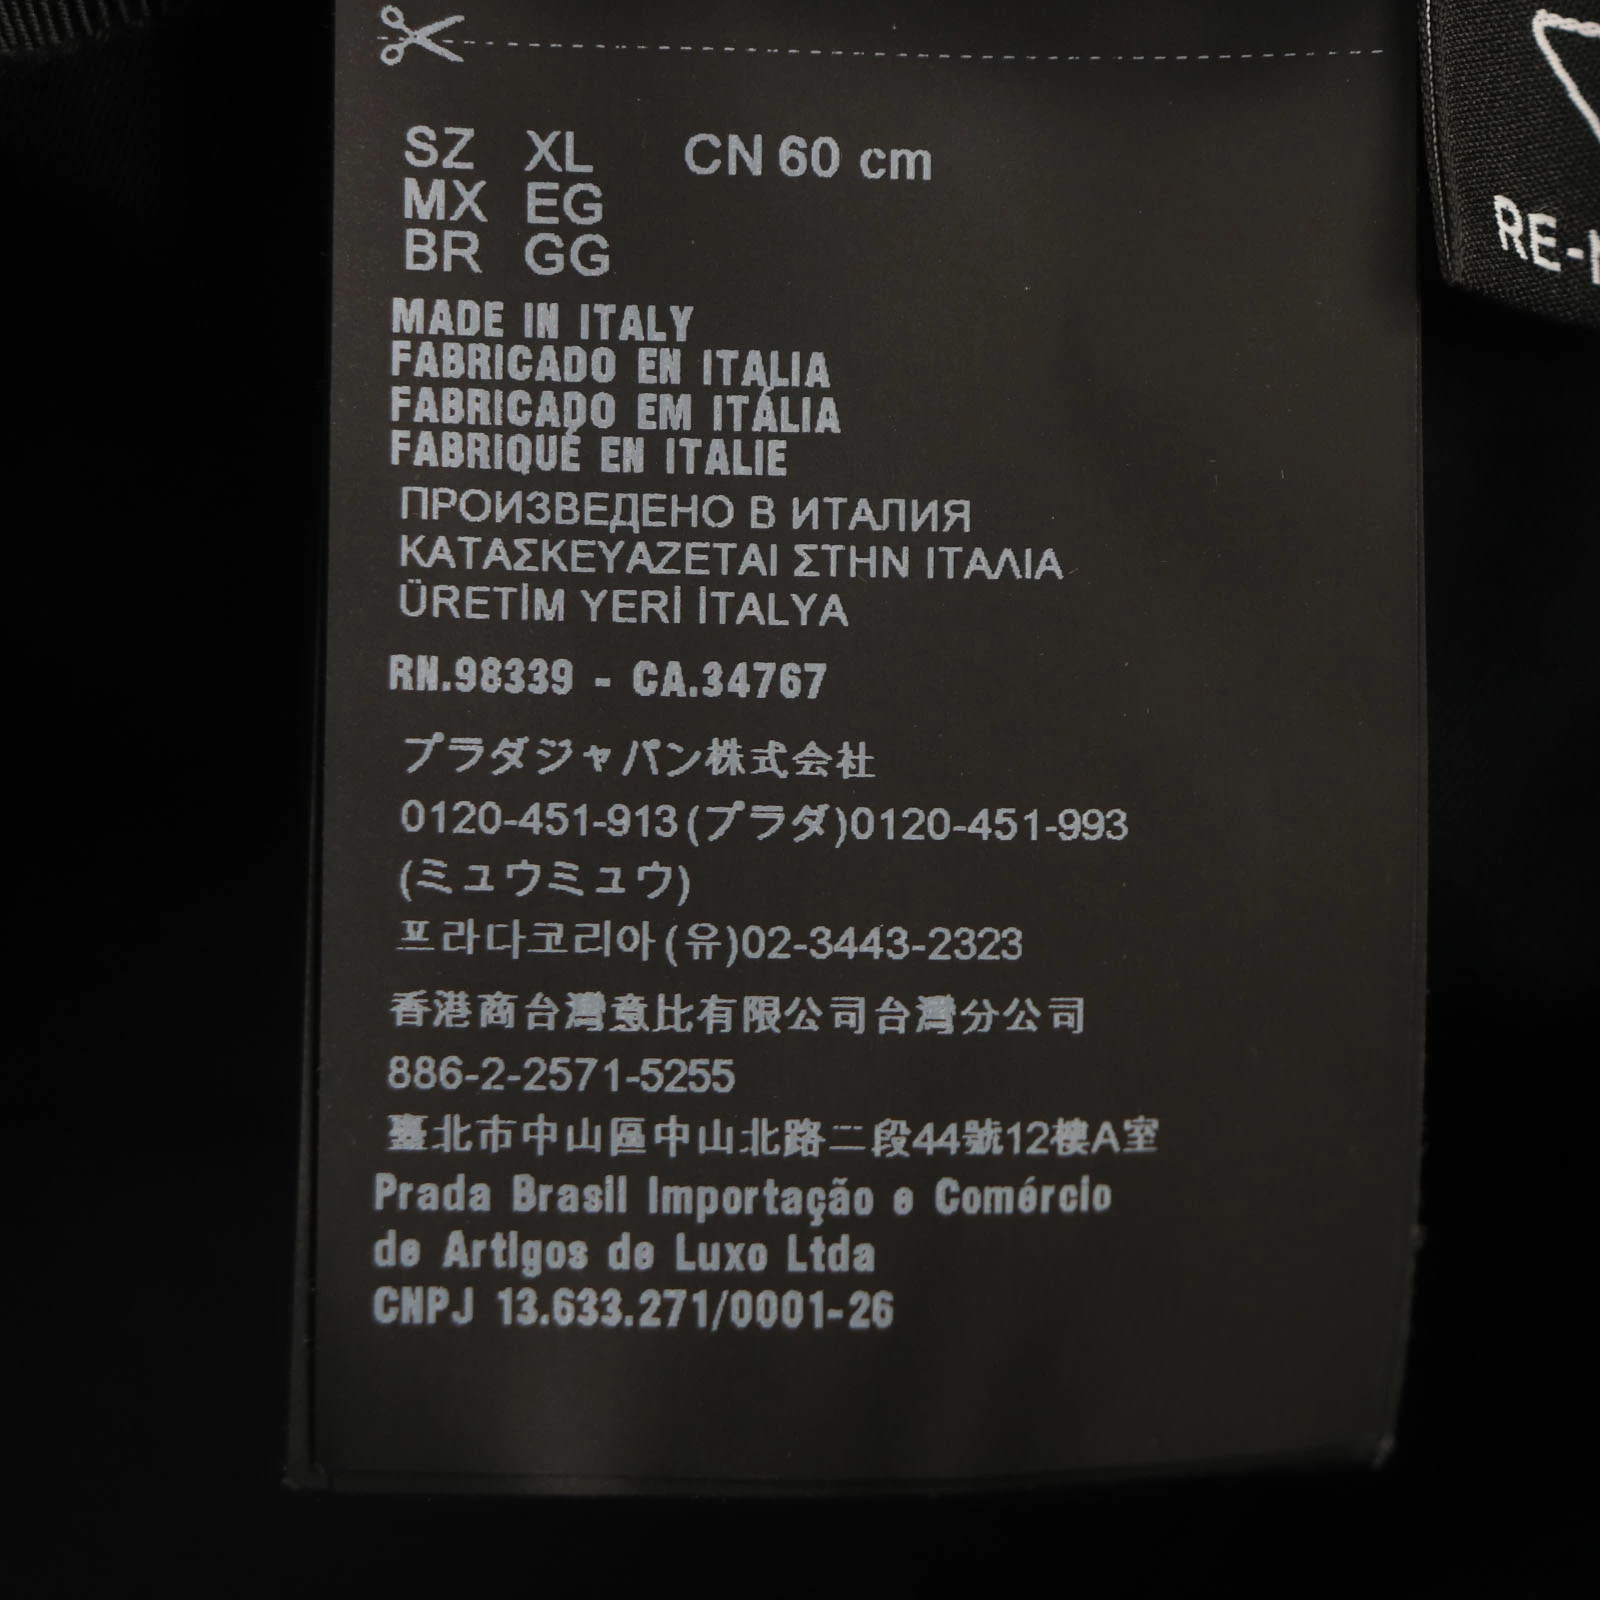 SZ XL CN 60 cm
MX EG
BR GG
MADE IN ITALY
FABRICADO EN ITALIA
FABRICADO EM ITÁLIA
FABRIQUÉ EN ITALIE
ПРОИЗВЕДЕНО В ИТАЛИЯ
ΚΑΤΑΣΚΕΥΑΖΕΤΑΙ ΣΤΗΝ ΙΤΑΛΙΑ
ÜRETİM YERİ İTALYA
RN.98339 - CA.34767
プラダジャパン株式会社
0120-451-913(プラダ)0120-451-993
(ミュウミュウ)
프라다코리아(유)02-3443-2323
香港商台灣意比有限公司台灣分公司
886-2-2571-5255
臺北市中山區中山北路二段44號12樓A室
Prada Brasil Importação e Comércio
de Artigos de Luxo Ltda
CNPJ 13.633.271/0001-26
RE-